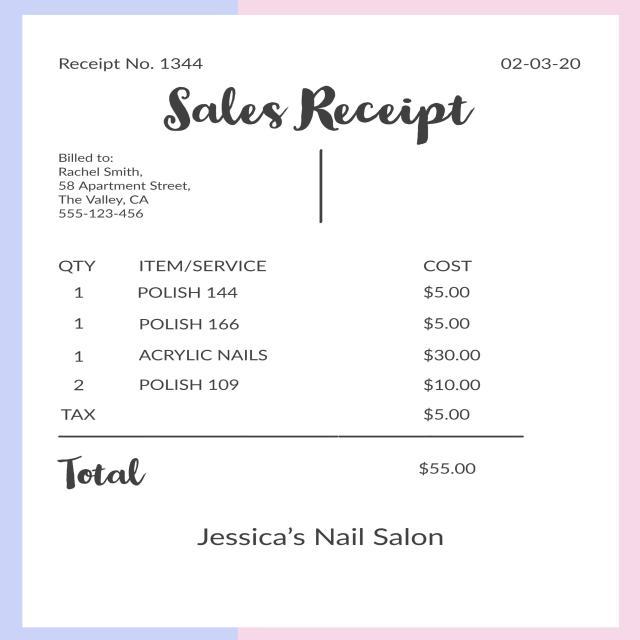 Receipt No. 1344 02-03-20
Sales Receipt
Billed to:
Rachel Smith,
58 Apartment Street,
The Valley, CA
555-123-456
QTY ITEM/SERVICE COST
1 POLISH 144 $5.00
1 POLISH 166 $5.00
1 ACRYLIC NAILS $30.00
2 POLISH 109 $10.00
TAX $5.00
Total $55.00
Jessica’s Nail Salon